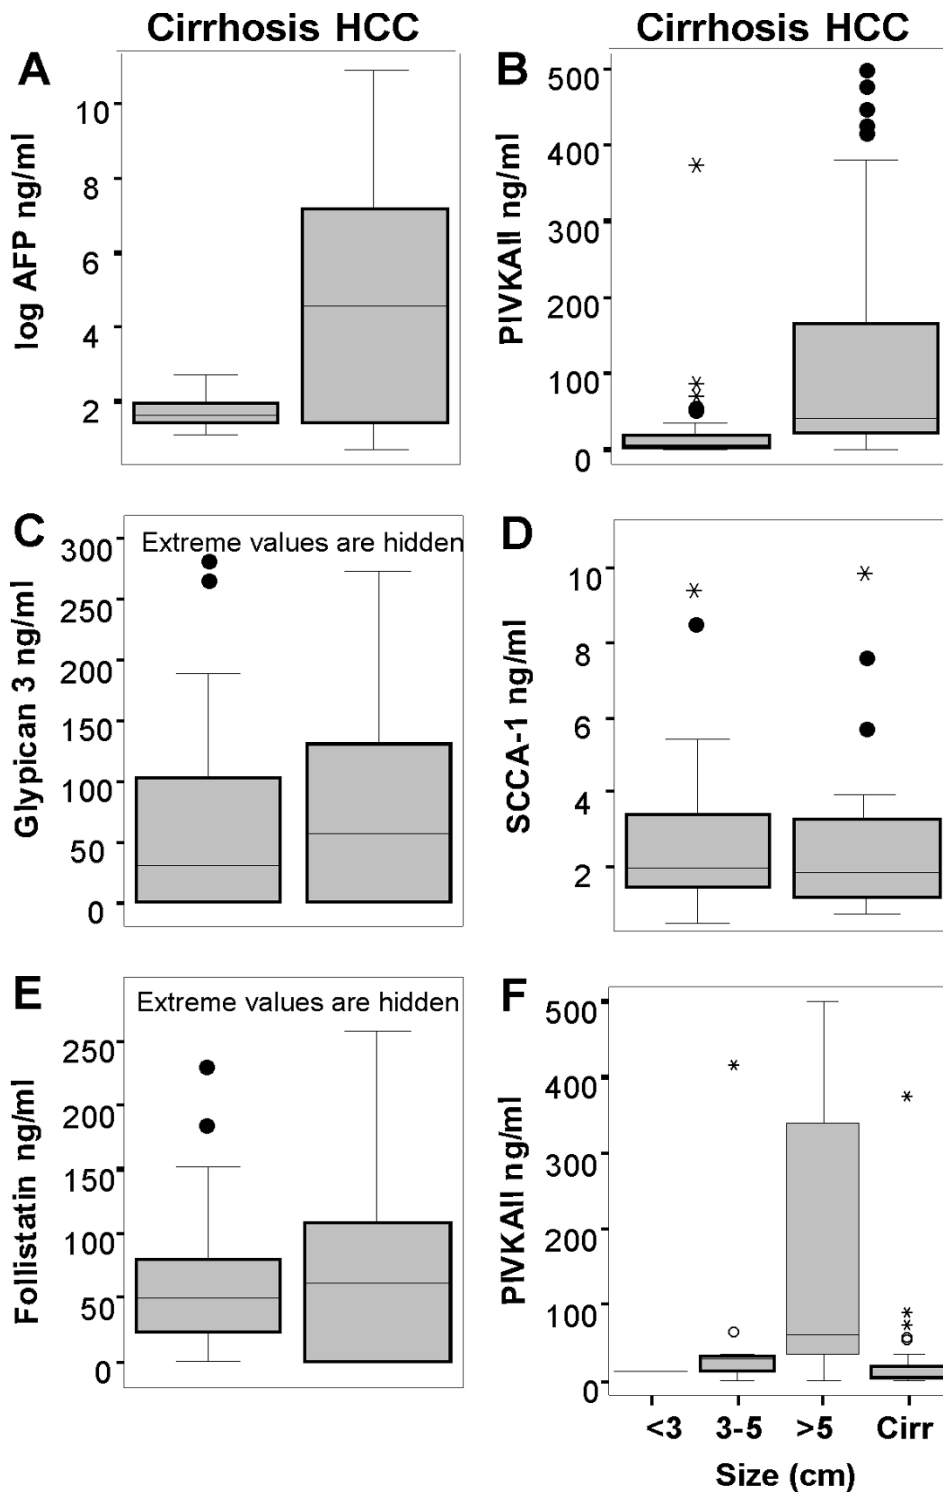 Cirrhosis HCC
Cirrhosis HCC
A
log AFP ng/ml
10
8
6
4
2
B
PIVKAII ng/ml
500
400
300
200
100
0
C
Extreme values are hidden
Glypican 3 ng/ml
300
250
200
150
100
50
0
D
SCCA-1 ng/ml
10
8
6
4
2
E
Extreme values are hidden
Follistatin ng/ml
250
200
150
100
50
0
F
PIVKAII ng/ml
500
400
300
200
100
0
<3 3-5 >5 Cirr
Size (cm)